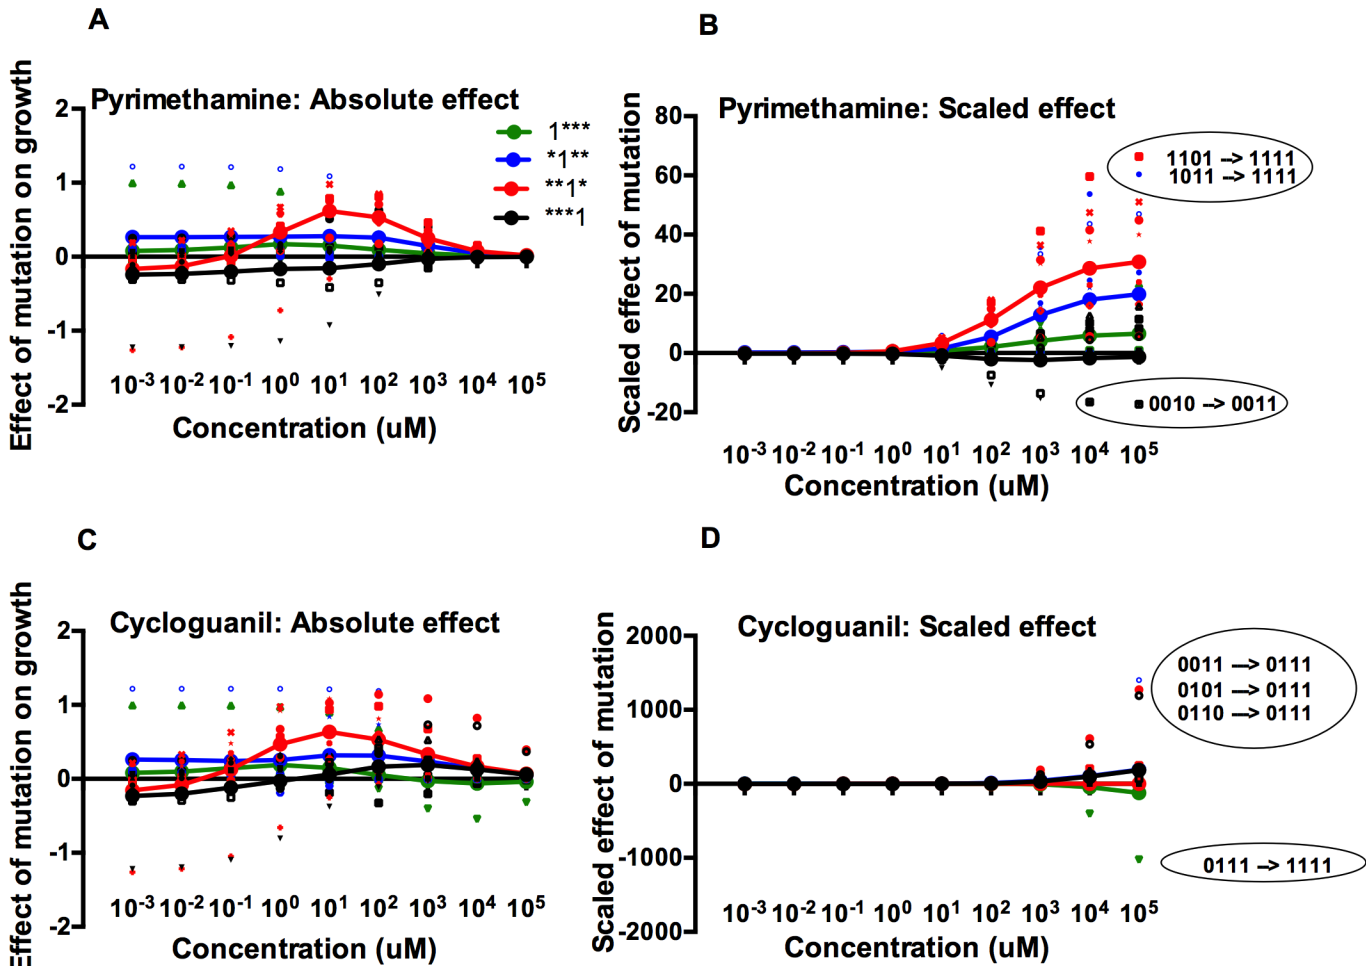 A
Pyrimethamine: Absolute effect
Effect of mutation on growth
2
1
0
-1
-2
1***
*1**
**1*
***1
10-3 10-2 10-1 100 101 102 103 104 105
Concentration (uM)
B
Pyrimethamine: Scaled effect
Scaled effect of mutation
80
60
40
20
0
-20
1101 --> 1111
1011 --> 1111
0010 --> 0011
10-3 10-2 10-1 100 101 102 103 104 105
Concentration (uM)
C
Cycloguanil: Absolute effect
Effect of mutation on growth
2
1
0
-1
-2
10-3 10-2 10-1 100 101 102 103 104 105
Concentration (uM)
D
Cycloguanil: Scaled effect
Scaled effect of mutation
2000
1000
0
-1000
-2000
0011 --> 0111
0101 --> 0111
0110 --> 0111
0111 --> 1111
10-3 10-2 10-1 100 101 102 103 104 105
Concentration (uM)